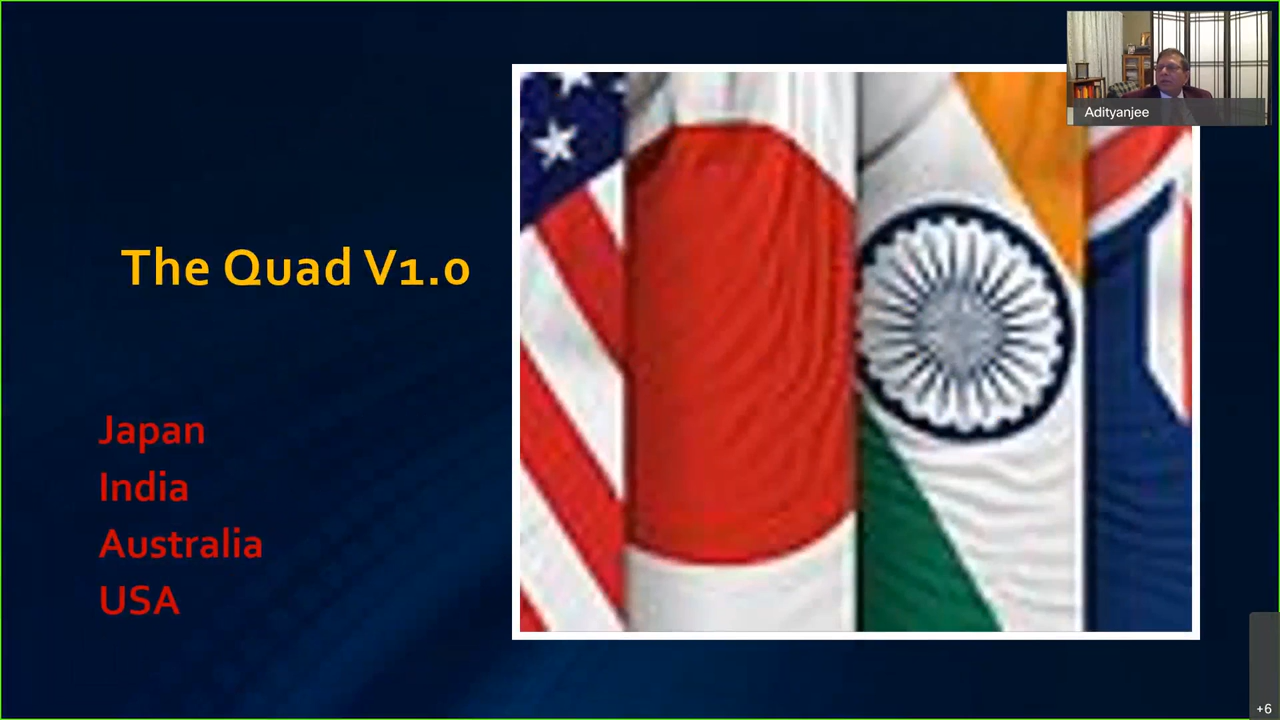 Adityanjee
The Quad V1.0
Japan
India
Australia
USA
+6